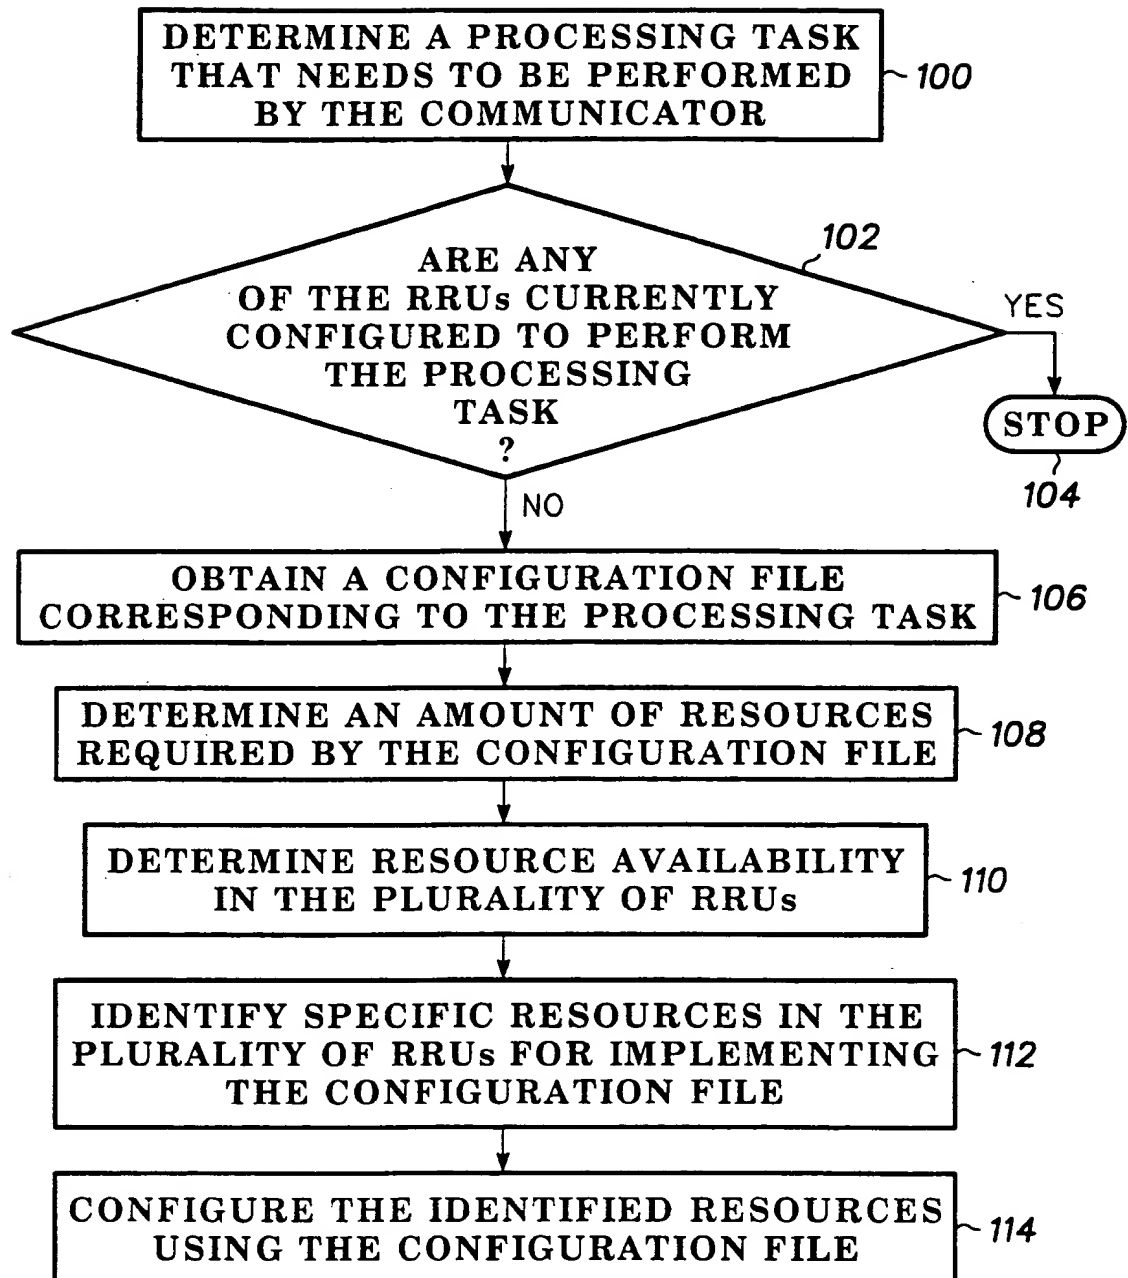 DETERMINE A PROCESSING TASK
THAT NEEDS TO BE PERFORMED
BY THE COMMUNICATOR
100
102
ARE ANY
OF THE RRUs CURRENTLY
CONFIGURED TO PERFORM
THE PROCESSING
TASK
?
YES
STOP
104
NO
OBTAIN A CONFIGURATION FILE
CORRESPONDING TO THE PROCESSING TASK
106
DETERMINE AN AMOUNT OF RESOURCES
REQUIRED BY THE CONFIGURATION FILE
108
DETERMINE RESOURCE AVAILABILITY
IN THE PLURALITY OF RRUs
110
IDENTIFY SPECIFIC RESOURCES IN THE
PLURALITY OF RRUs FOR IMPLEMENTING
THE CONFIGURATION FILE
112
CONFIGURE THE IDENTIFIED RESOURCES
USING THE CONFIGURATION FILE
114